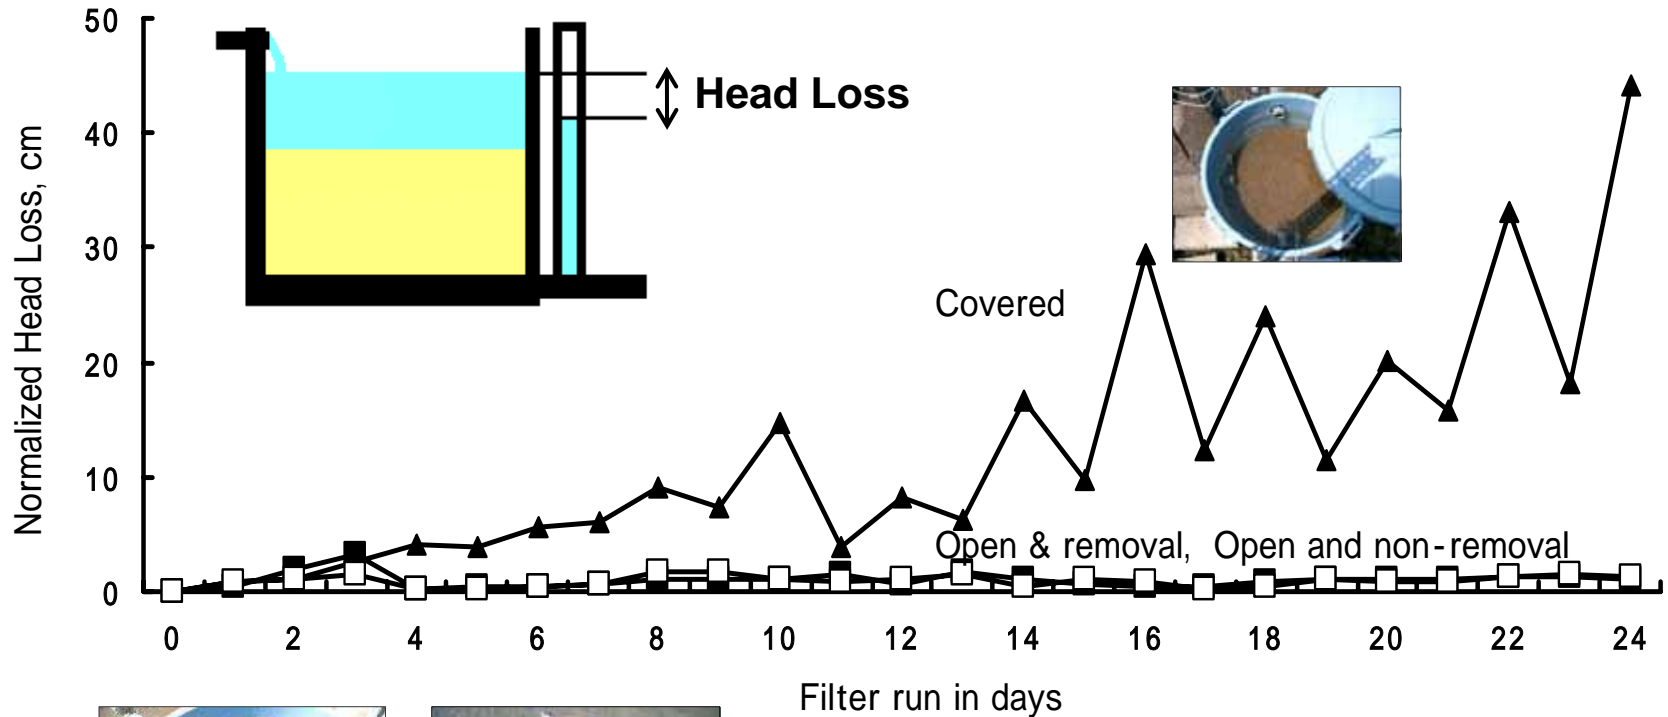 50
Head Loss
40
30
Covered
20
10
Open & removal, Open and non-removal
0
0 2 4 6 8 10 12 14 16 18 20 22 24
Normalized Head Loss, cm
Filter run in days